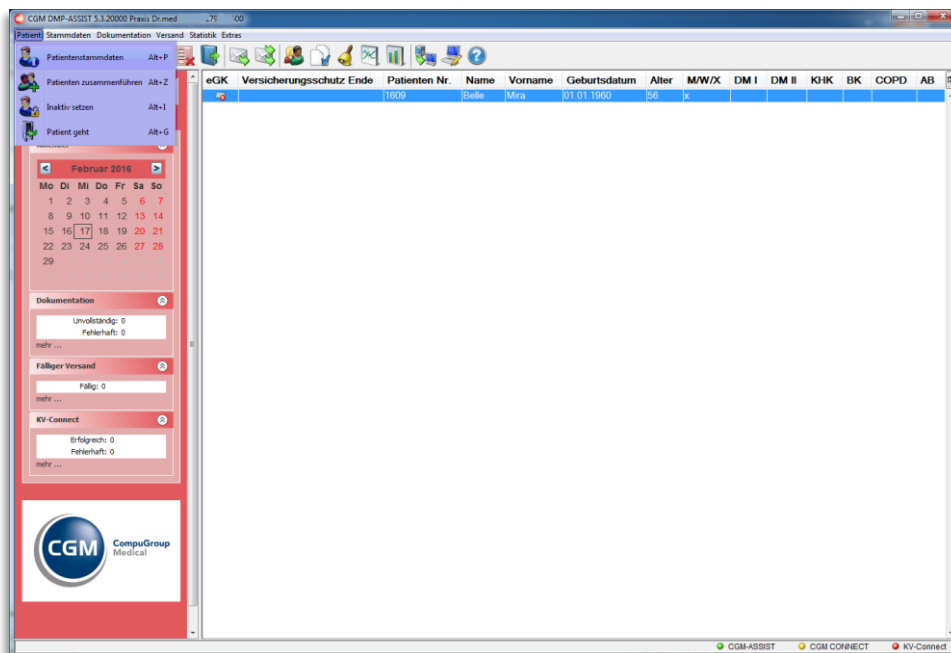 CGM DMP-ASSIST 5.3.20000 Praxis Dr.med
Patient Stammdaten Dokumentation Versand Statistik Extras
Patientenstammdaten Alt+P
Patienten zusammenführen Alt+Z
Inaktiv setzen Alt+I
Patient geht Alt+G
eGK Versicherungsschutz Ende Patienten Nr. Name Vorname Geburtsdatum Alter M/W/X DM I DM II KHK BK COPD AB
1609 Belle Mira 01.01.1960 56 x
Februar 2016
Mo Di Mi Do Fr Sa So
1 2 3 4 5 6 7
8 9 10 11 12 13 14
15 16 17 18 19 20 21
22 23 24 25 26 27 28
29
Dokumentation
Unvollständig: 0
Fehlerhaft: 0
mehr ...
Fälliger Versand
Fällig: 0
mehr ...
KV-Connect
Erfolgreich: 0
Fehlerhaft: 0
mehr ...
CGM CompuGroup
Medical
CGM-ASSIST CGM CONNECT KV-Connect